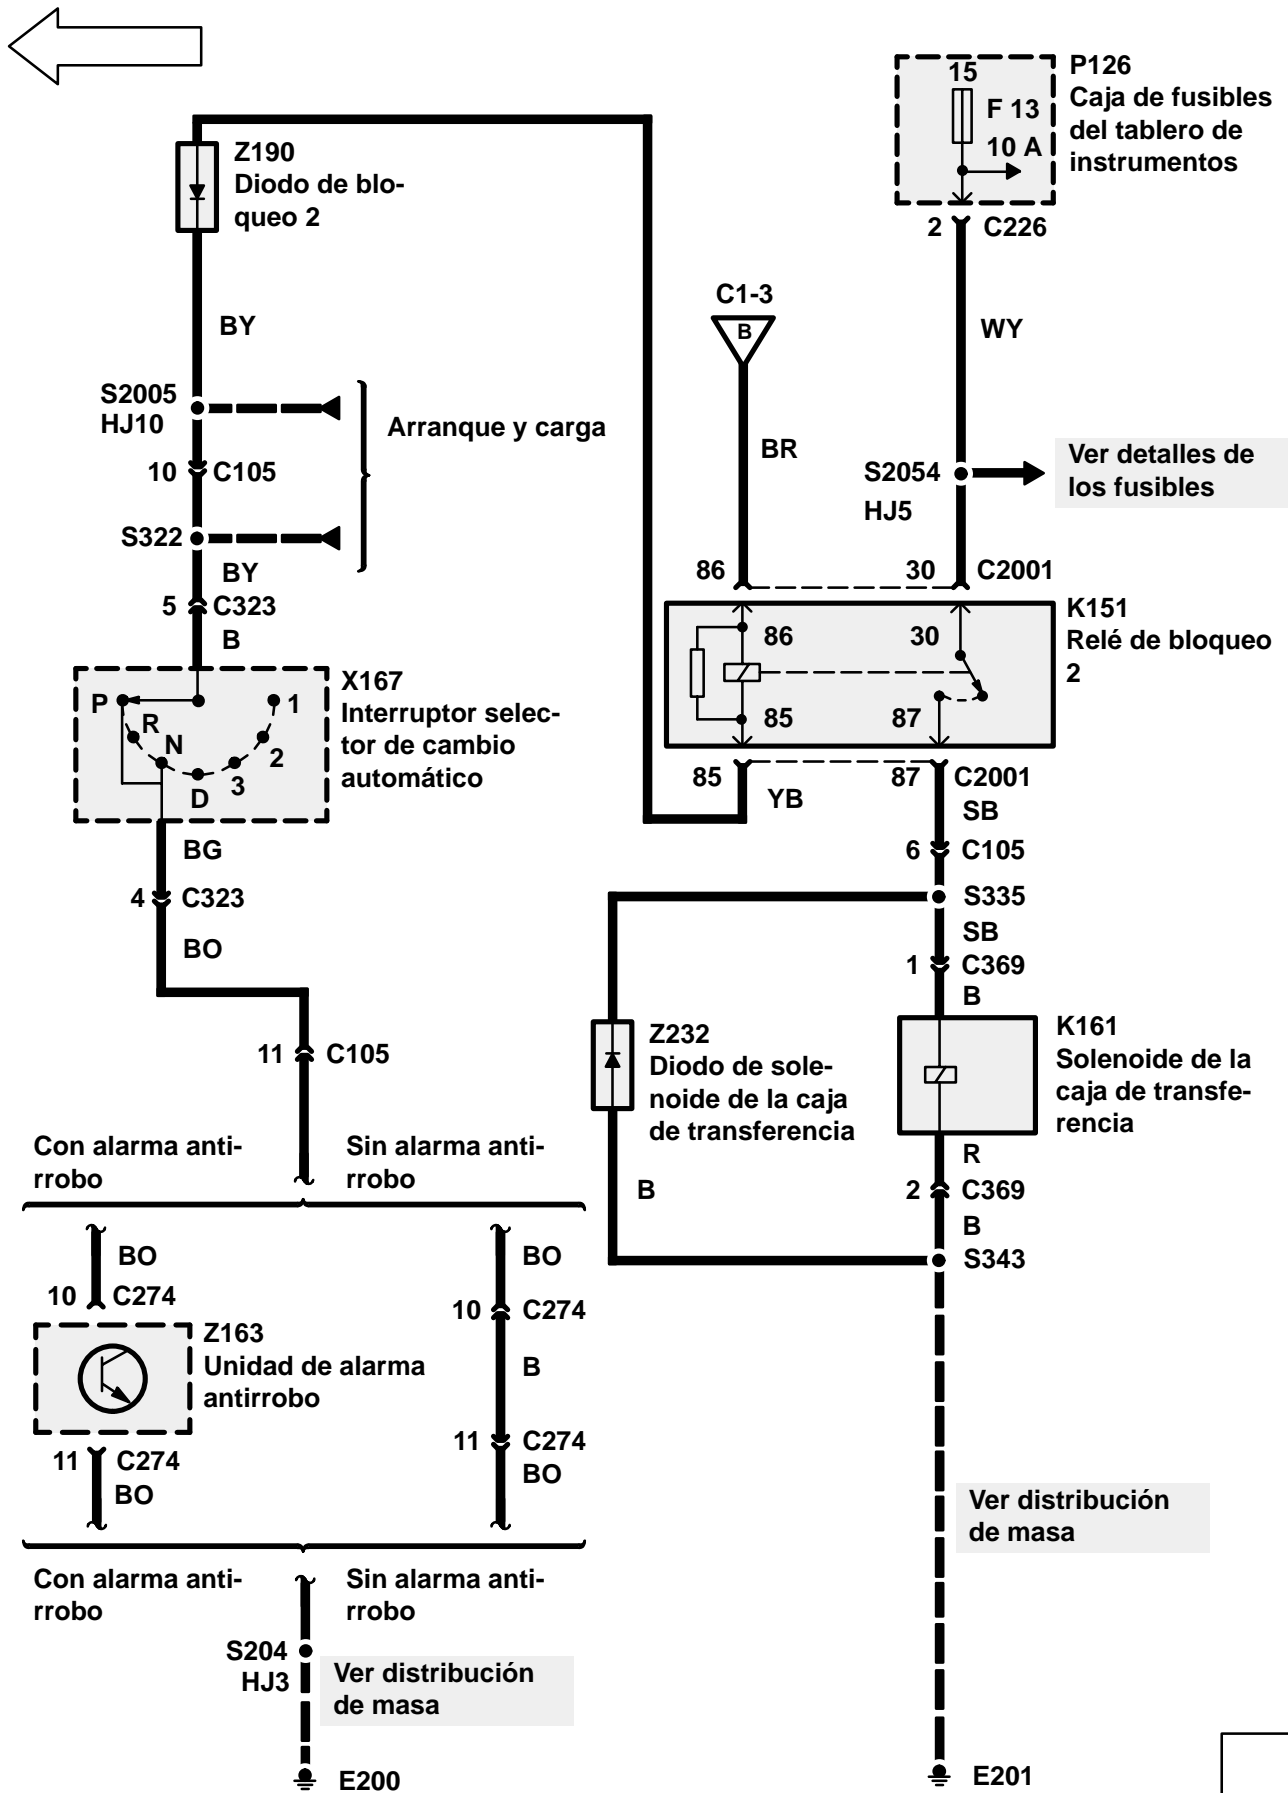 15
F 13
10 A
P126
Caja de fusibles
del tablero de
instrumentos
2 C226
Z190
Diodo de blo-
queo 2
BY
C1-3
B
WY
S2005
HJ10
Arranque y carga
10 C105
BR
S2054
HJ5
Ver detalles de
los fusibles
S322
BY
5 C323
B
86 30 C2001
86 30
85 87
K151
Relé de bloqueo
2
X167
Interruptor selec-
tor de cambio
automático
P
R
N
D
3
2
1
85 87 C2001
YB
SB
BG
6 C105
4 C323
S335
BO
SB
1 C369
B
11 C105
Z232
Diodo de sole-
noide de la caja
de transferencia
K161
Solenoide de la
caja de transfe-
rencia
Con alarma anti-
rrobo
Sin alarma anti-
rrobo
B
R
2 C369
B
S343
BO
10 C274
Z163
Unidad de alarma
antirrobo
11 C274
BO
BO
10 C274
B
11 C274
BO
Ver distribución
de masa
Con alarma anti-
rrobo
Sin alarma anti-
rrobo
S204
HJ3
Ver distribución
de masa
E200
E201